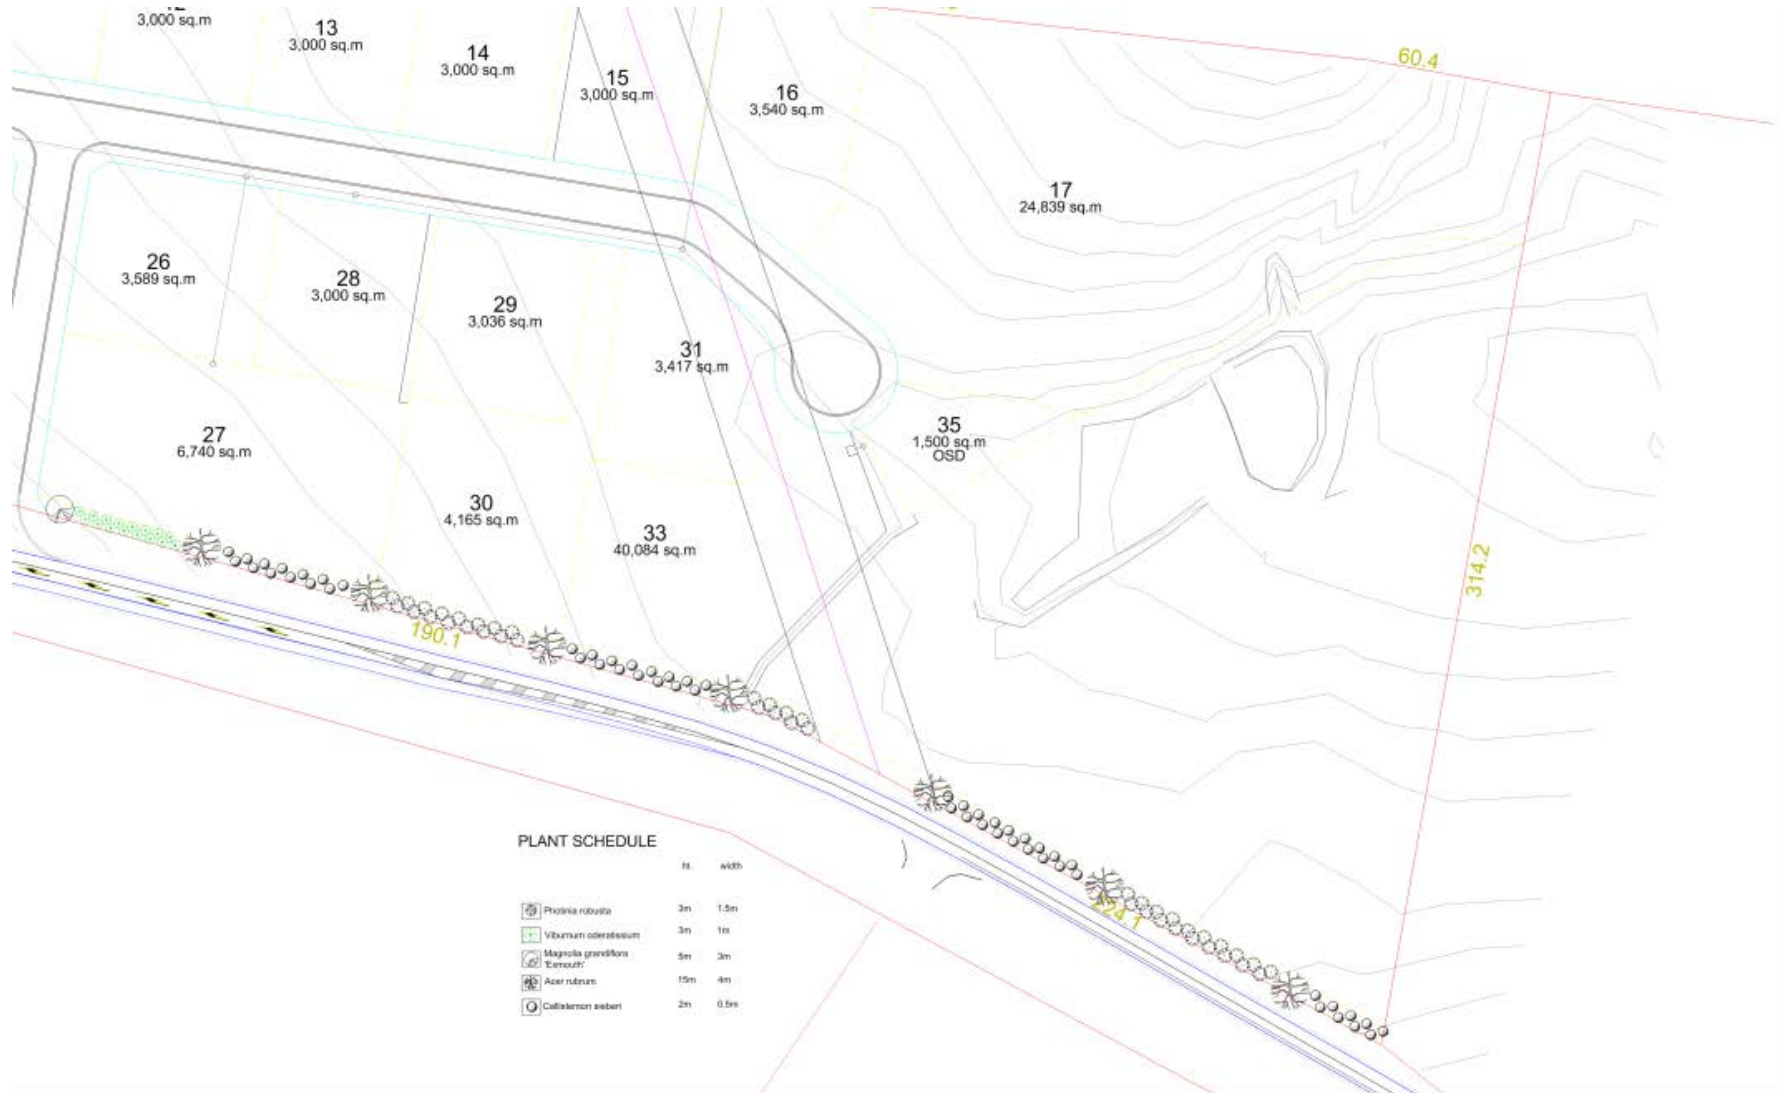 3,000 sq.m
13
3,000 sq.m
14
3,000 sq.m
15
3,000 sq.m
16
3,540 sq.m
60.4
17
24,839 sq.m
26
3,589 sq.m
28
3,000 sq.m
29
3,036 sq.m
31
3,417 sq.m
27
6,740 sq.m
30
4,165 sq.m
33
40,084 sq.m
35
1,500 sq.m
OSD
314.2
190.1
224.1
PLANT SCHEDULE
ht. width
Photinia robusta 3m 1.5m
Viburnum oderatissium 3m 1m
Magnolia grandiflora
'Exmouth' 5m 3m
Acer rubrum 15m 4m
Callistemon sieberi 2m 0.5m